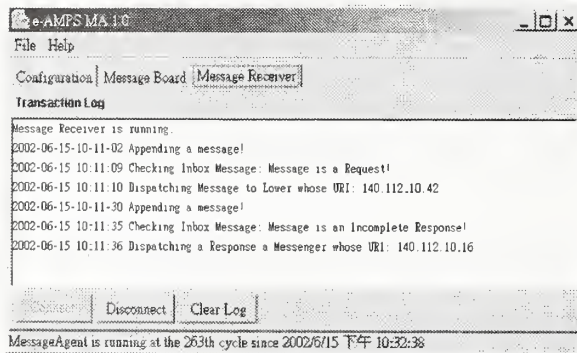 e-AMPS MA 1.0
File Help
Configuration Message Board Message Receiver
Transaction Log
Message Receiver is running.
2002-06-15-10-11-02 Appending a message!
2002-06-15 10:11:09 Checking Inbox Message: Message is a Request!
2002-06-15 10:11:10 Dispatching Message to Lower whose URI: 140.112.10.42
2002-06-15-10-11-30 Appending a message!
2002-06-15 10:11:35 Checking Inbox Message: Message is an Incomplete Response!
2002-06-15 10:11:36 Dispatching a Response a Messenger whose URI: 140.112.10.16
Disconnect Clear Log
MessageAgent is running at the 263th cycle since 2002/6/15 下午 10:32:38